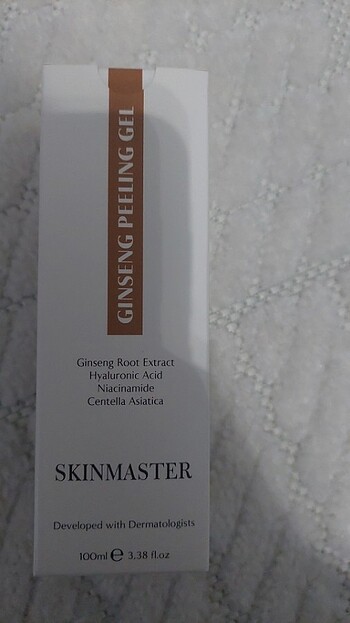 GINSENG PEELING GEL
Ginseng Root Extract
Hyaluronic Acid
Niacinamide
Centella Asiatica
SKINMASTER
Developed with Dermatologists
100ml ℮ 3.38 fl.oz